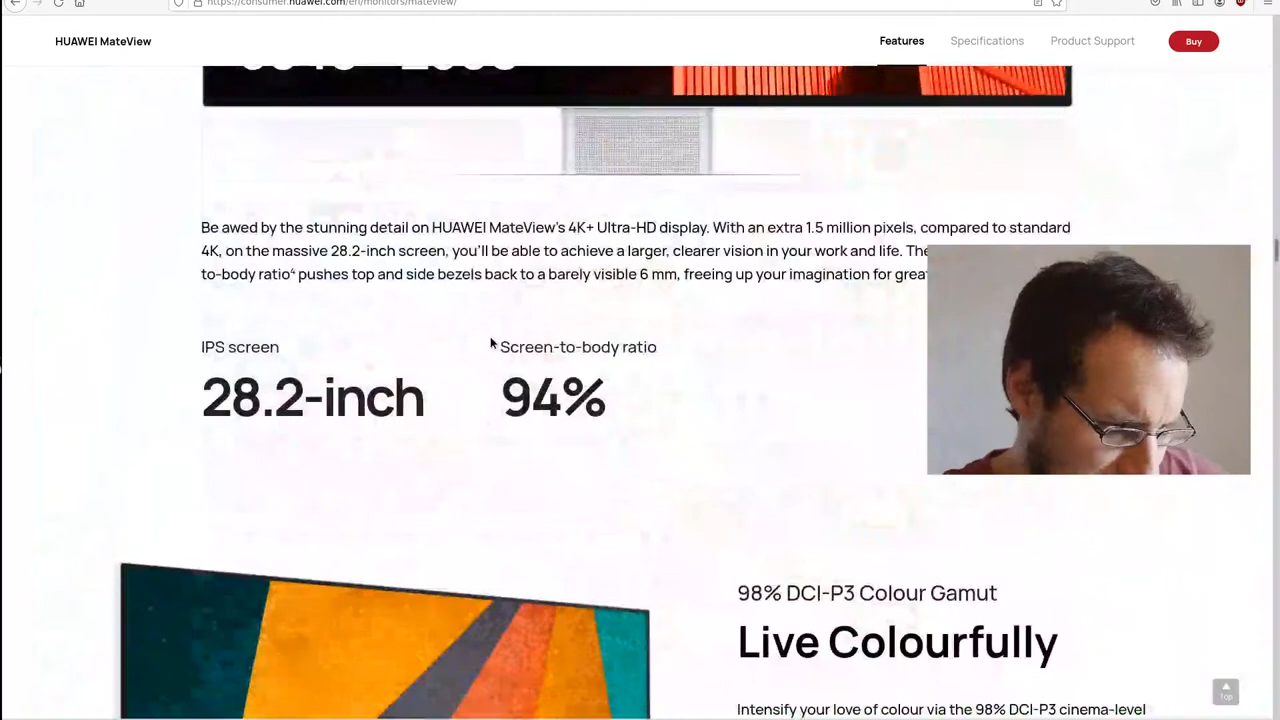 https://consumer.huawei.com/en/monitors/mateview/
HUAWEI MateView
Features
Specifications
Product Support
Buy
Be awed by the stunning detail on HUAWEI MateView's 4K+ Ultra-HD display. With an extra 1.5 million pixels, compared to standard
4K, on the massive 28.2-inch screen, you'll be able to achieve a larger, clearer vision in your work and life. The
to-body ratio⁴ pushes top and side bezels back to a barely visible 6 mm, freeing up your imagination for
IPS screen
Screen-to-body ratio
28.2-inch
94%
98% DCI-P3 Colour Gamut
Live Colourfully
Top
Intensify your love of colour via the 98% DCI-P3 cinema-level